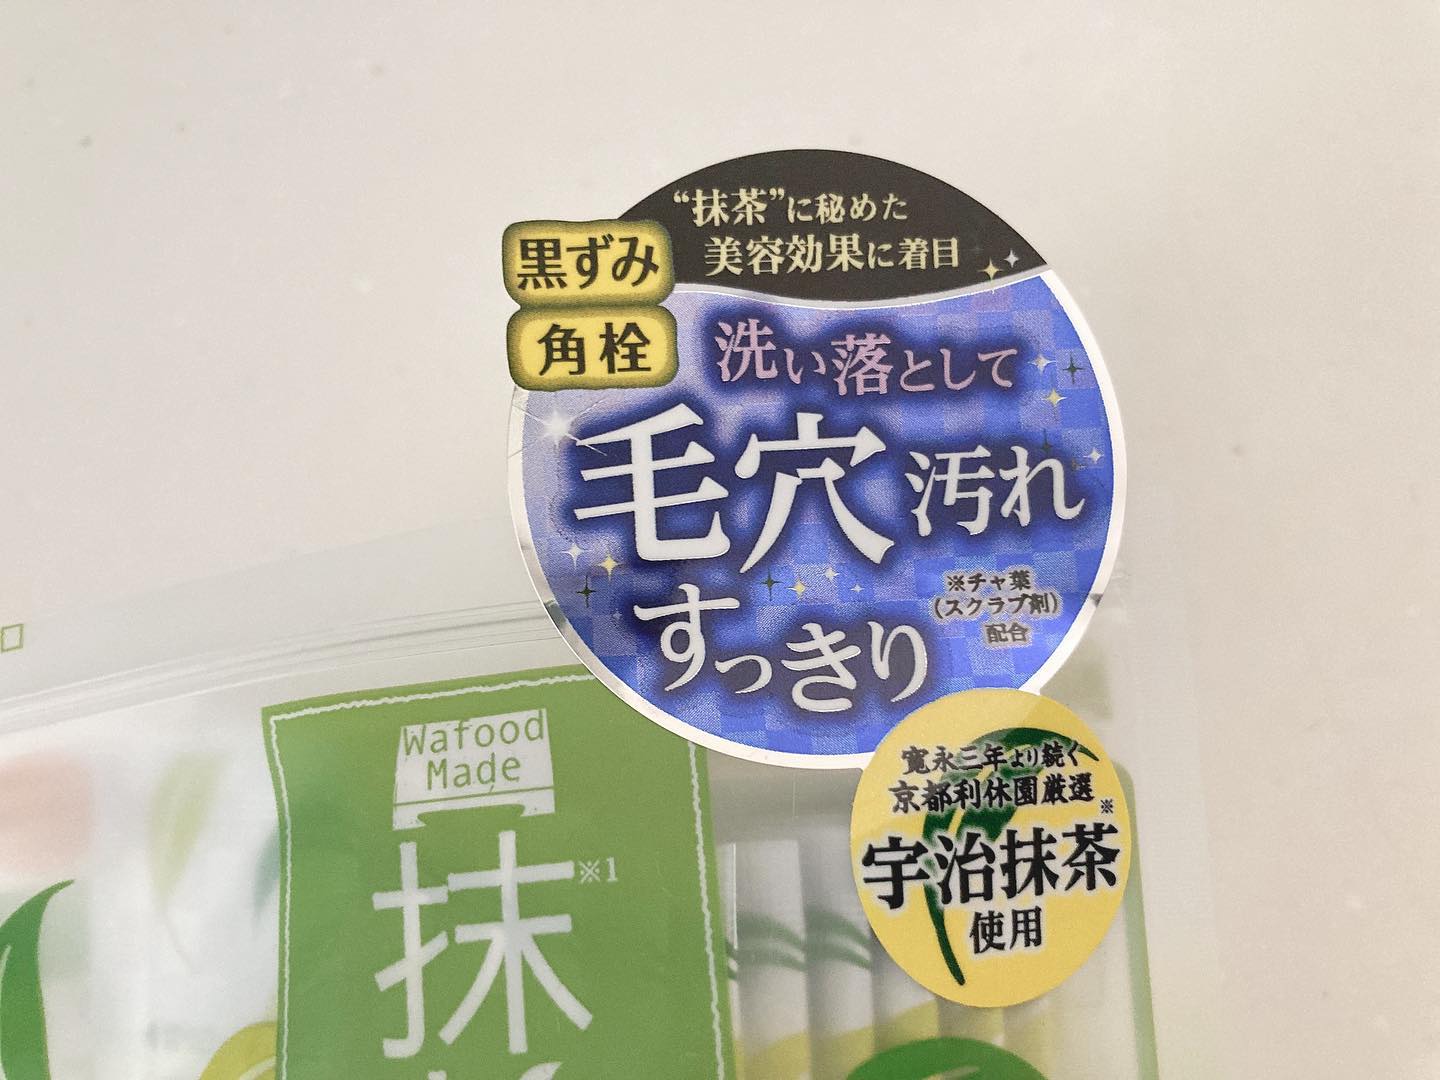 “抹茶”に秘めた
美容効果に着目
黒ずみ
角栓
洗い落として
毛穴汚れ
すっきり
※チャ葉
（スクラブ剤）
配合
寛永三年より続く
京都利休園厳選※
宇治抹茶
使用
Wafood
Made
抹※1